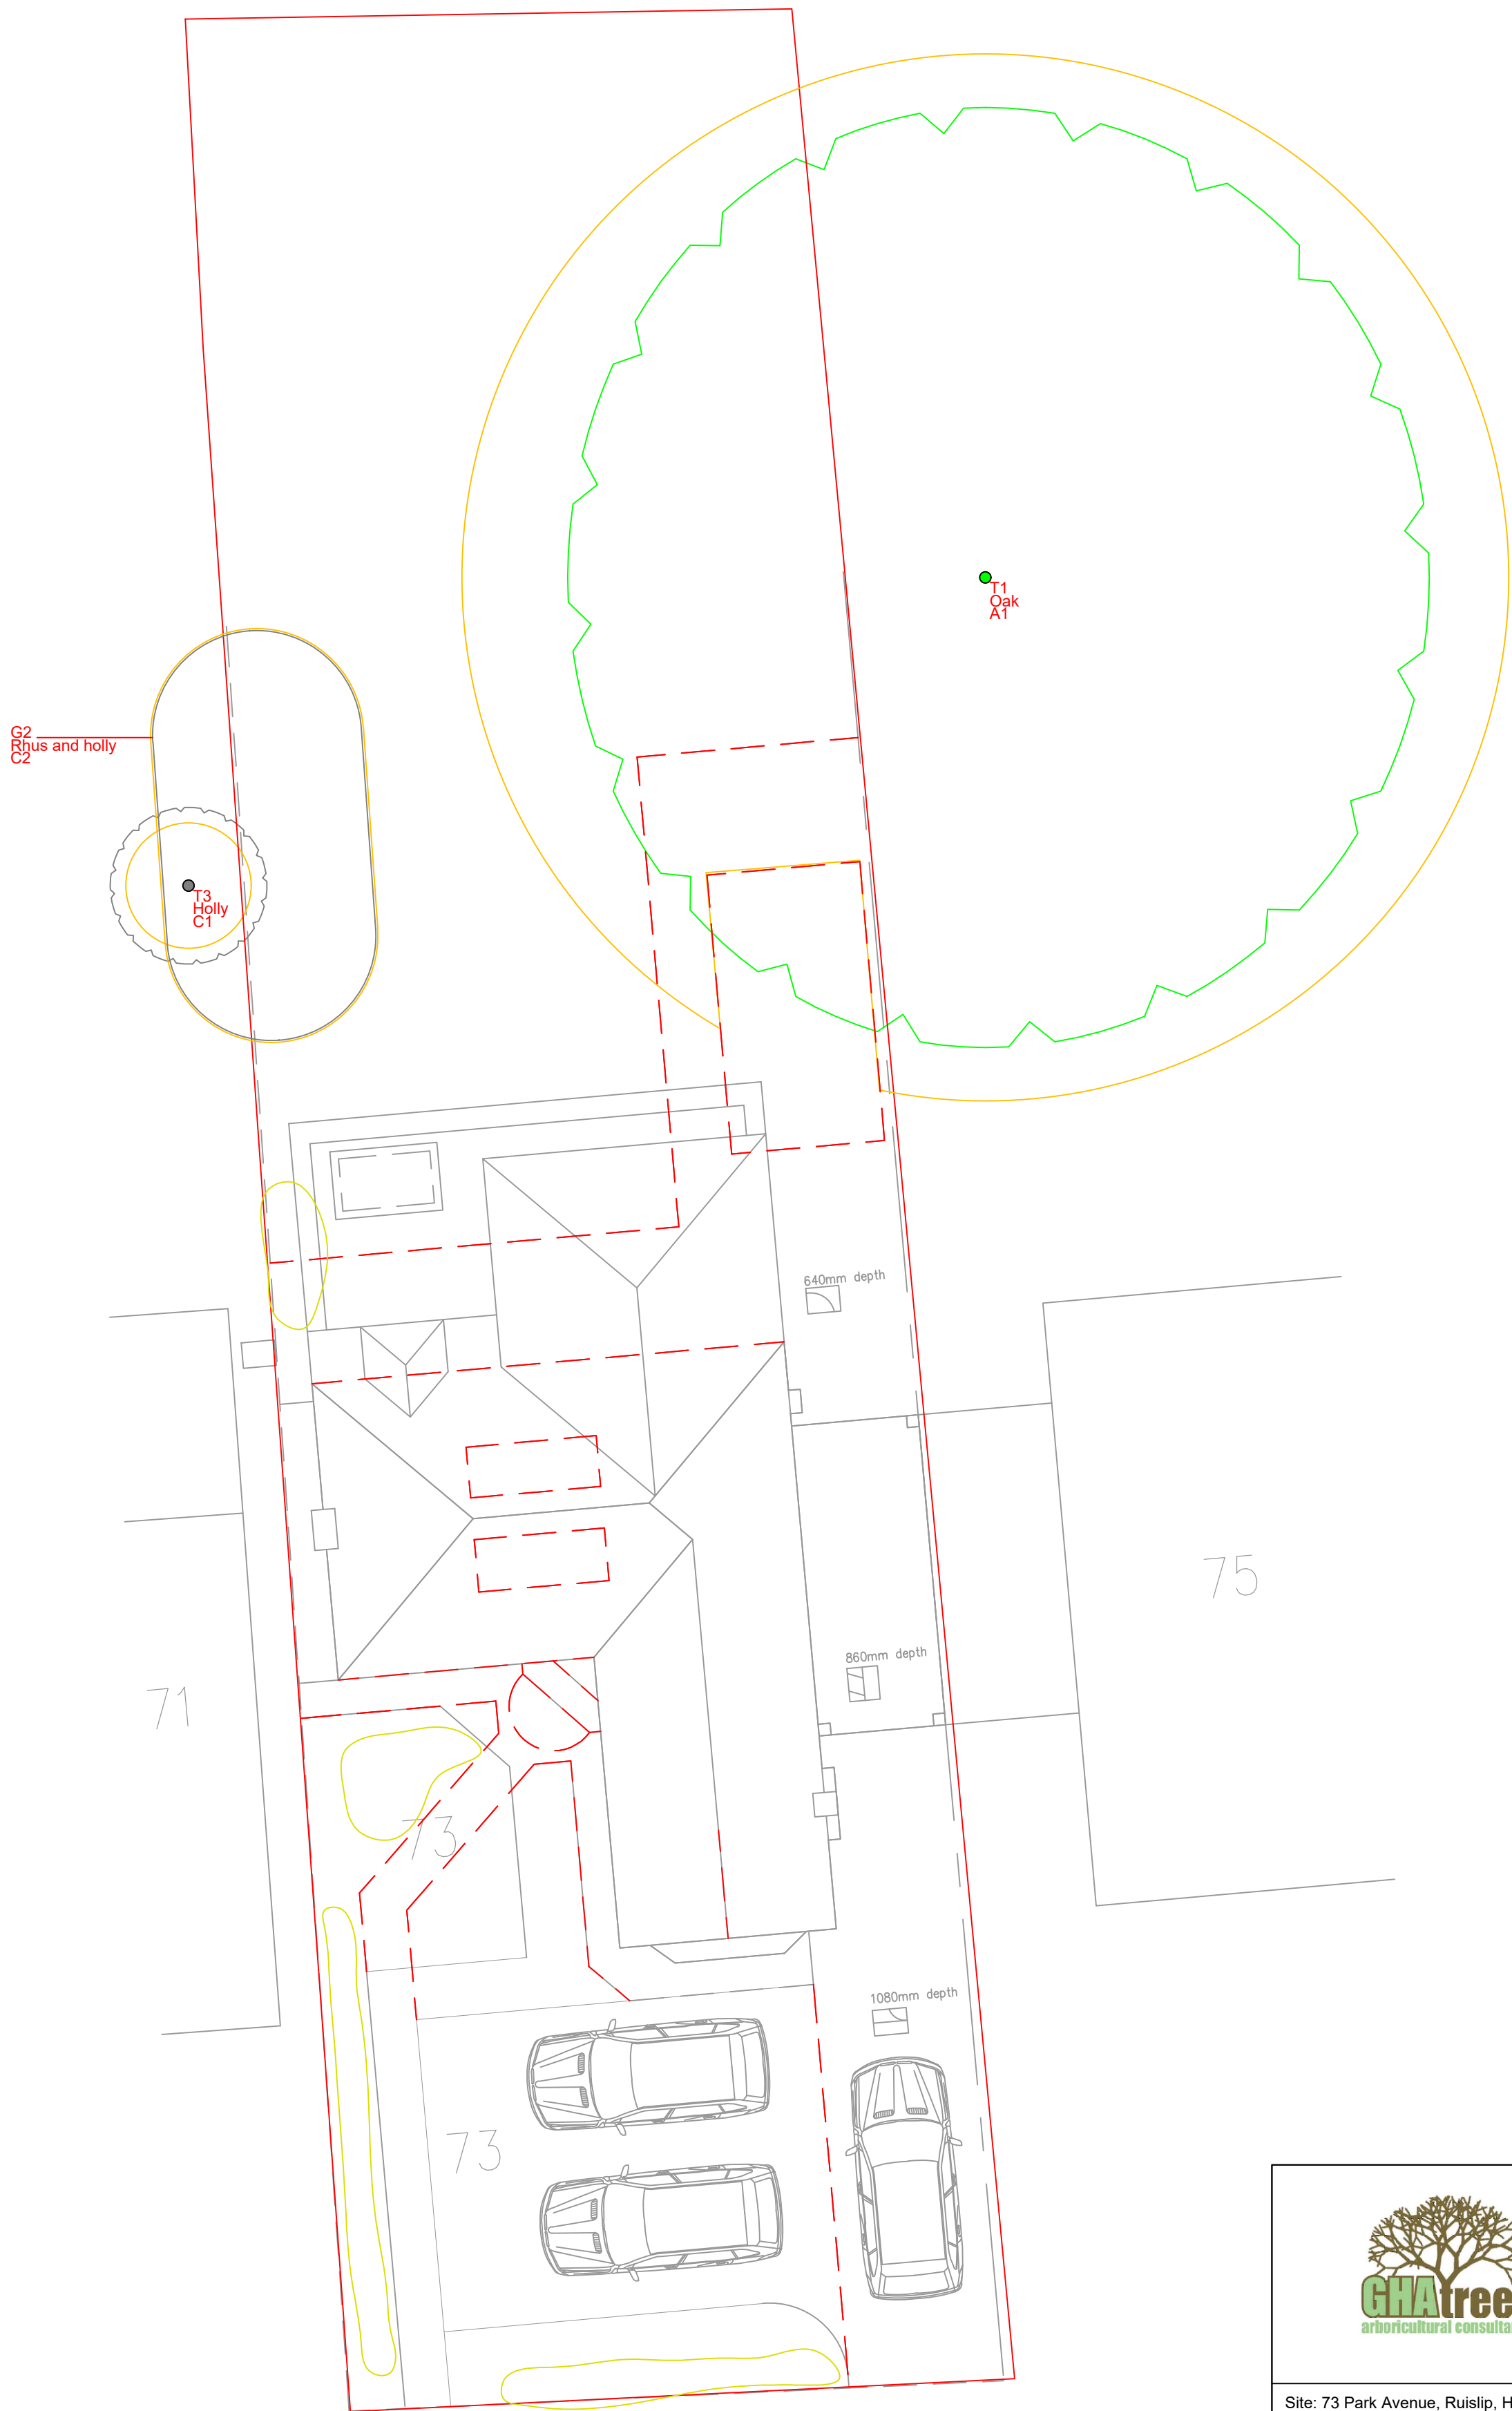 T1
Oak
A1
G2
Rhus and holly
C2
T3
Holly
C1
640mm depth
75
860mm depth
71
73
1080mm depth
73
GHAtree
arboricultural
Site: 73 Park Avenue, Ruislip, H